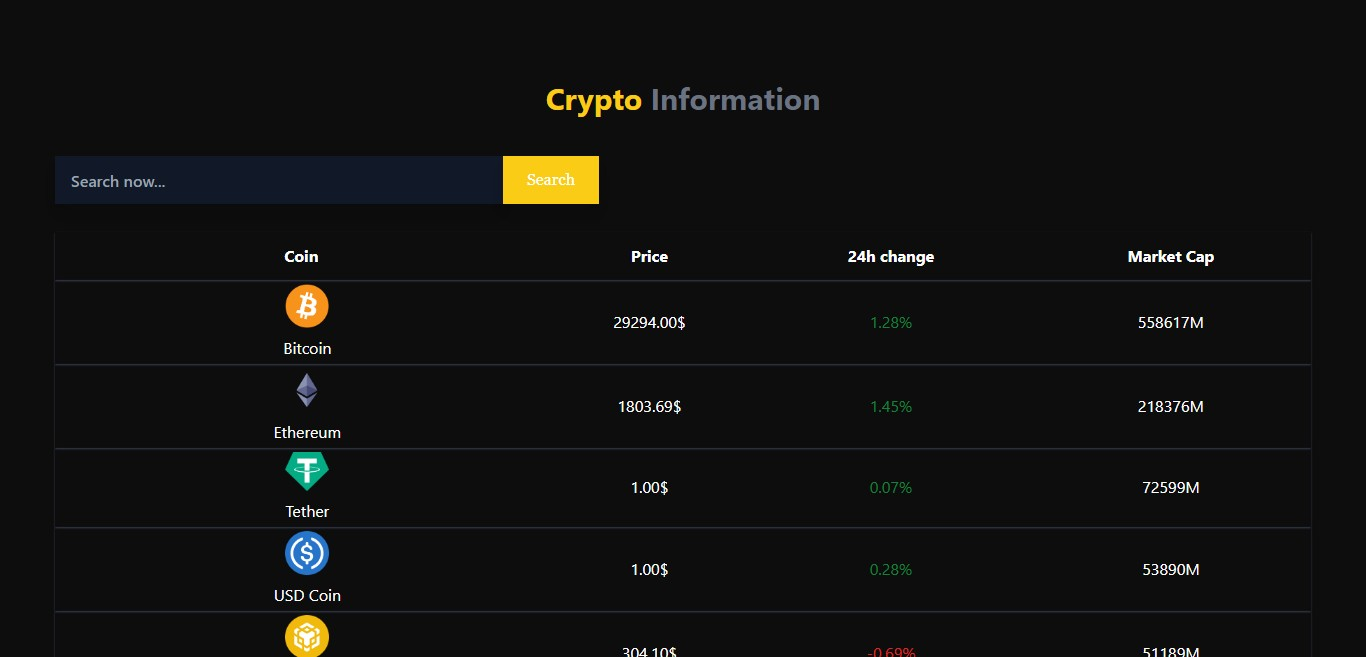 Crypto Information
Search now...
Search
Coin Price 24h change Market Cap
29294.00$ 1.28% 558617M
Bitcoin
1803.69$ 1.45% 218376M
Ethereum
1.00$ 0.07% 72599M
Tether
1.00$ 0.28% 53890M
USD Coin
304.10$ -0.69% 51189M